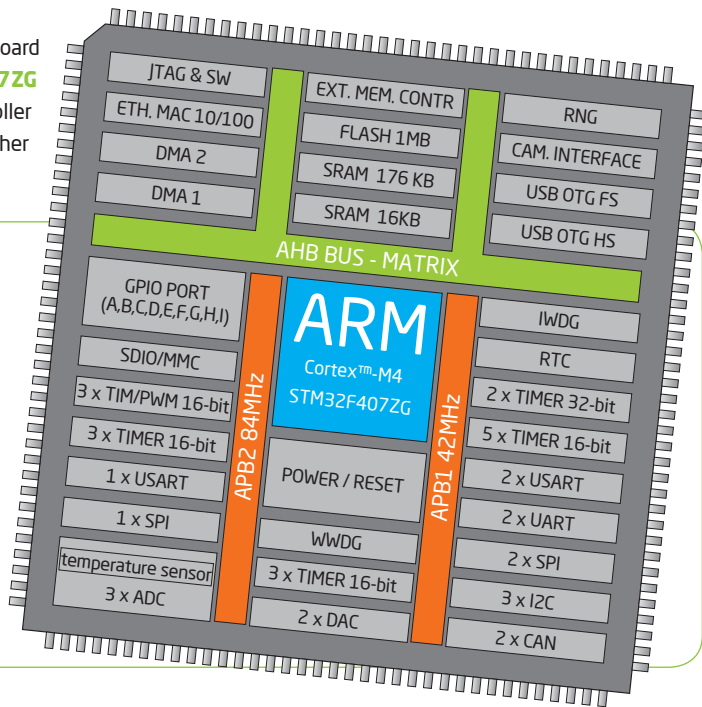 oard
7ZG
oller
her
JTAG & SW
ETH. MAC 10/100
DMA 2
DMA 1
EXT. MEM. CONTR
FLASH 1MB
SRAM 176 KB
SRAM 16KB
RNG
CAM. INTERFACE
USB OTG FS
USB OTG HS
AHB BUS - MATRIX
GPIO PORT
(A,B,C,D,E,F,G,H,I)
SDIO/MMC
3 x TIM/PWM 16-bit
3 x TIMER 16-bit
1 x USART
1 x SPI
temperature sensor
3 x ADC
APB2 84MHz
ARM
Cortex™-M4
STM32F407ZG
POWER / RESET
WWDG
3 x TIMER 16-bit
2 x DAC
APB1 42MHz
IWDG
RTC
2 x TIMER 32-bit
5 x TIMER 16-bit
2 x USART
2 x UART
2 x SPI
3 x I2C
2 x CAN